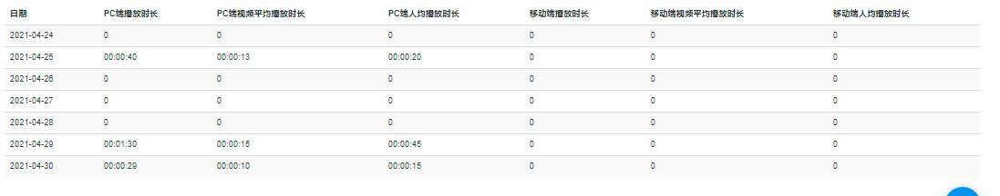 日期 PC端播放时长 PC端视频平均播放时长 PC端人均播放时长 移动端播放时长 移动端视频平均播放时长 移动端人均播放时长
2021-04-24 0 0 0 0 0 0
2021-04-25 00:00:40 00:00:13 00:00:20 0 0 0
2021-04-26 0 0 0 0 0 0
2021-04-27 0 0 0 0 0 0
2021-04-28 0 0 0 0 0 0
2021-04-29 00:01:30 00:00:15 00:00:45 0 0 0
2021-04-30 00:00:29 00:00:10 00:00:15 0 0 0